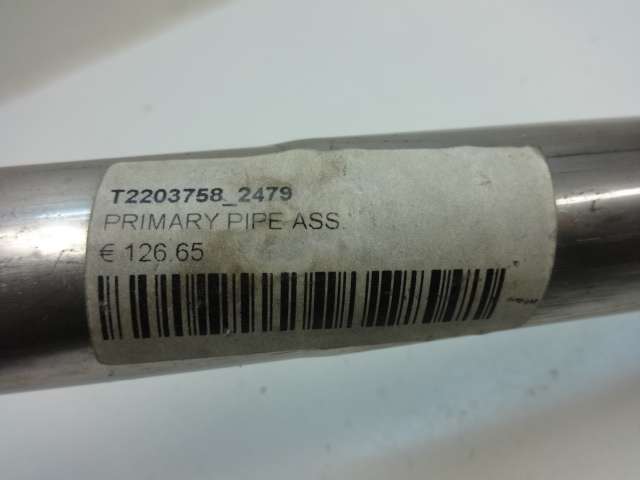 T2203758_2479
PRIMARY PIPE ASS.
€ 126.65